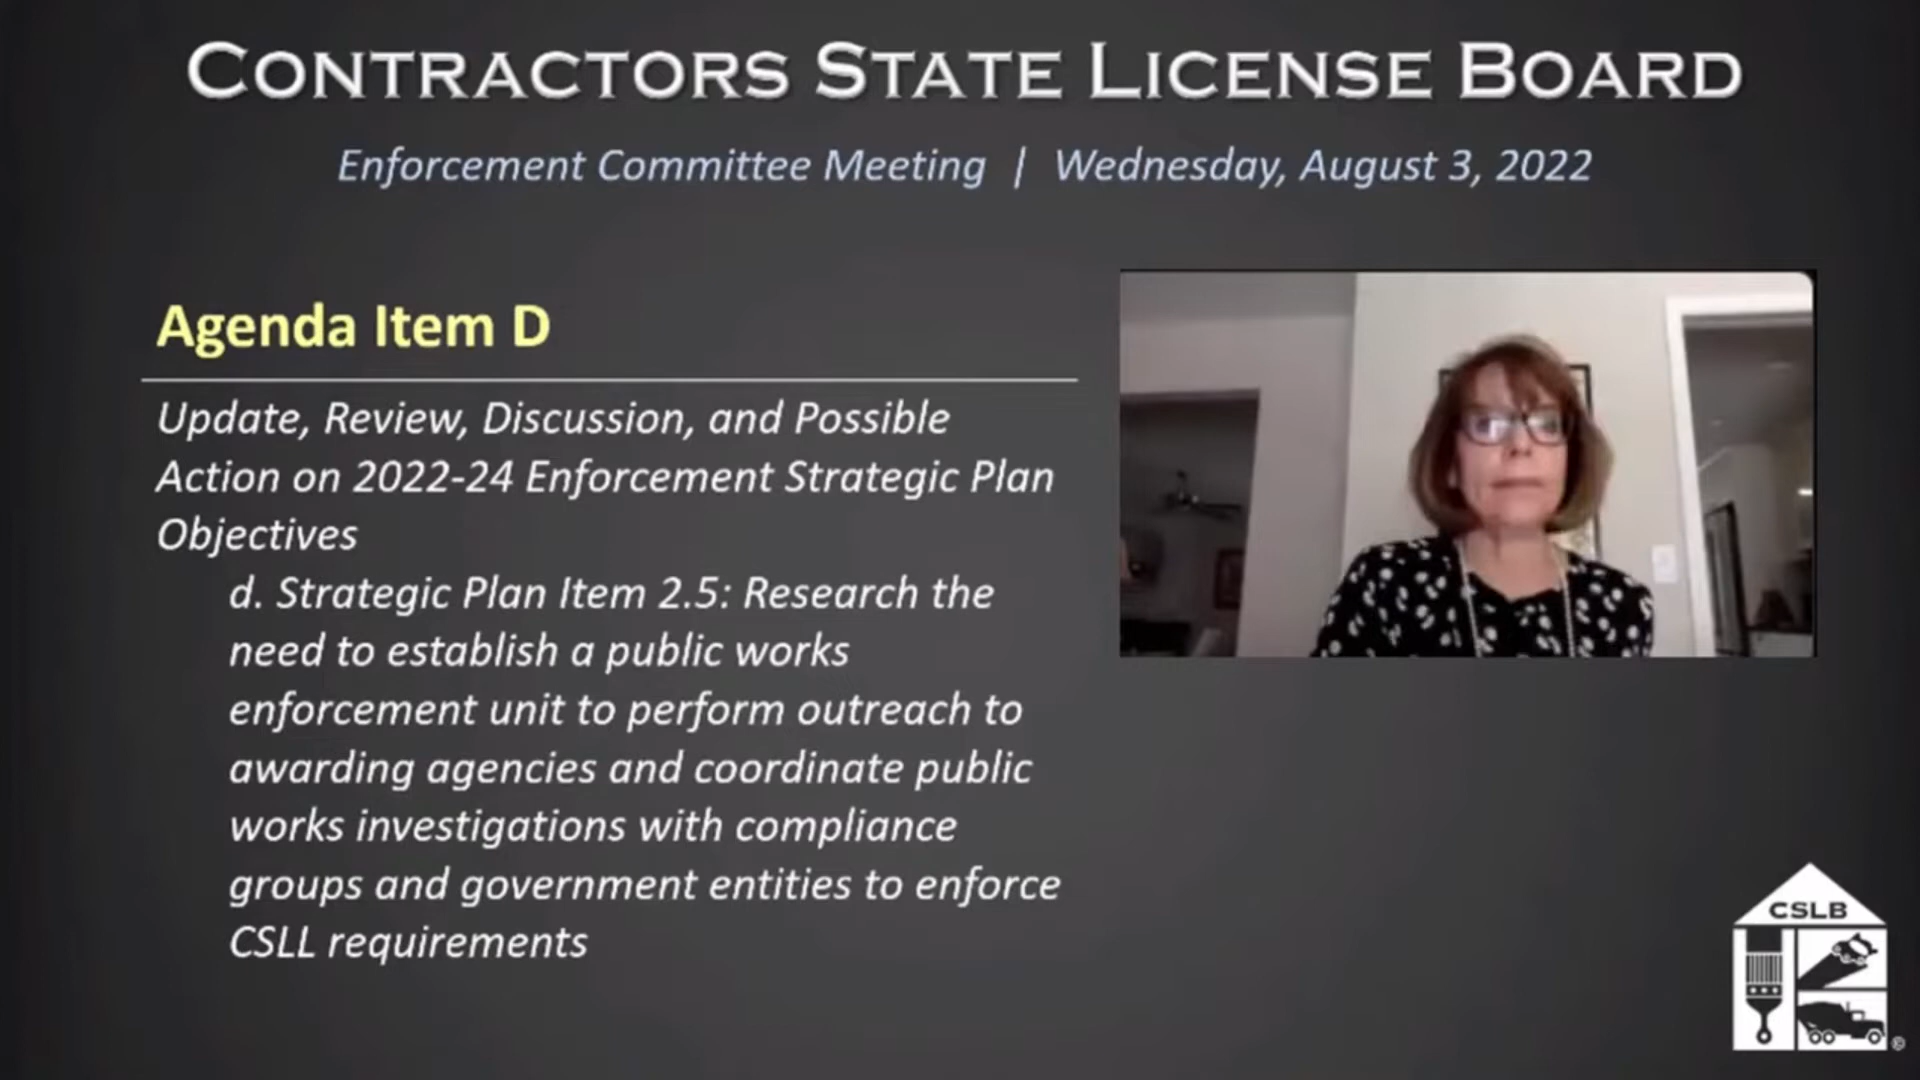 CONTRACTORS STATE LICENSE BOARD
Enforcement Committee Meeting | Wednesday, August 3, 2022
Agenda Item D
Update, Review, Discussion, and Possible
Action on 2022-24 Enforcement Strategic Plan
Objectives
d. Strategic Plan Item 2.5: Research the
need to establish a public works
enforcement unit to perform outreach to
awarding agencies and coordinate public
works investigations with compliance
groups and government entities to enforce
CSLL requirements
CSLB
©